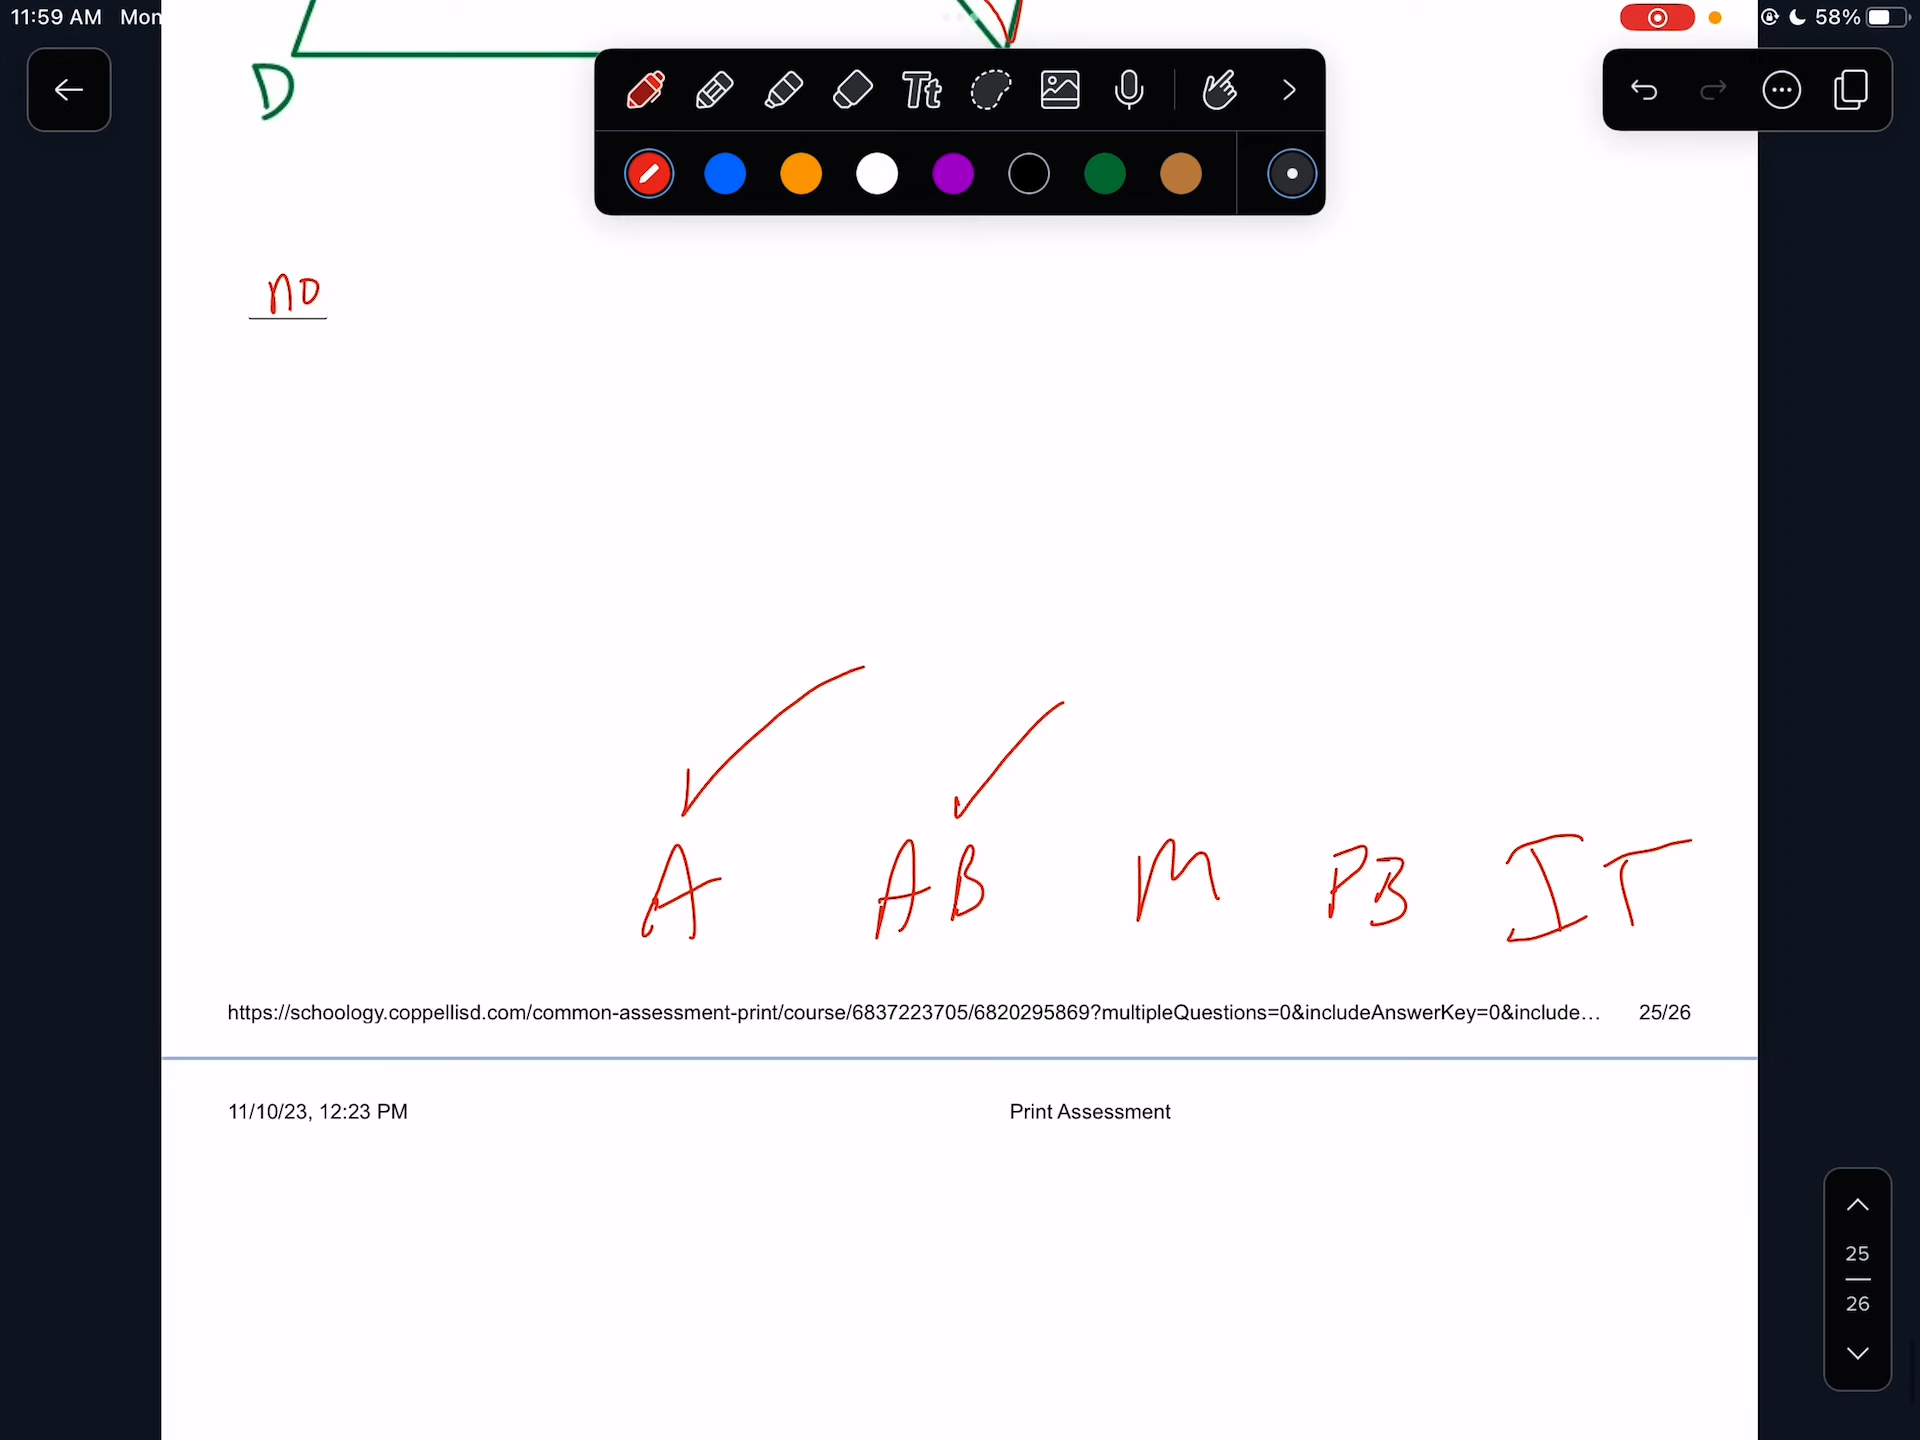 11:59 AM Mon
58%
D
Tt
no
A AB M PB IT
https://schoology.coppellisd.com/common-assessment-print/course/6837223705/6820295869?multipleQuestions=0&includeAnswerKey=0&include… 25/26
11/10/23, 12:23 PM Print Assessment
25
26